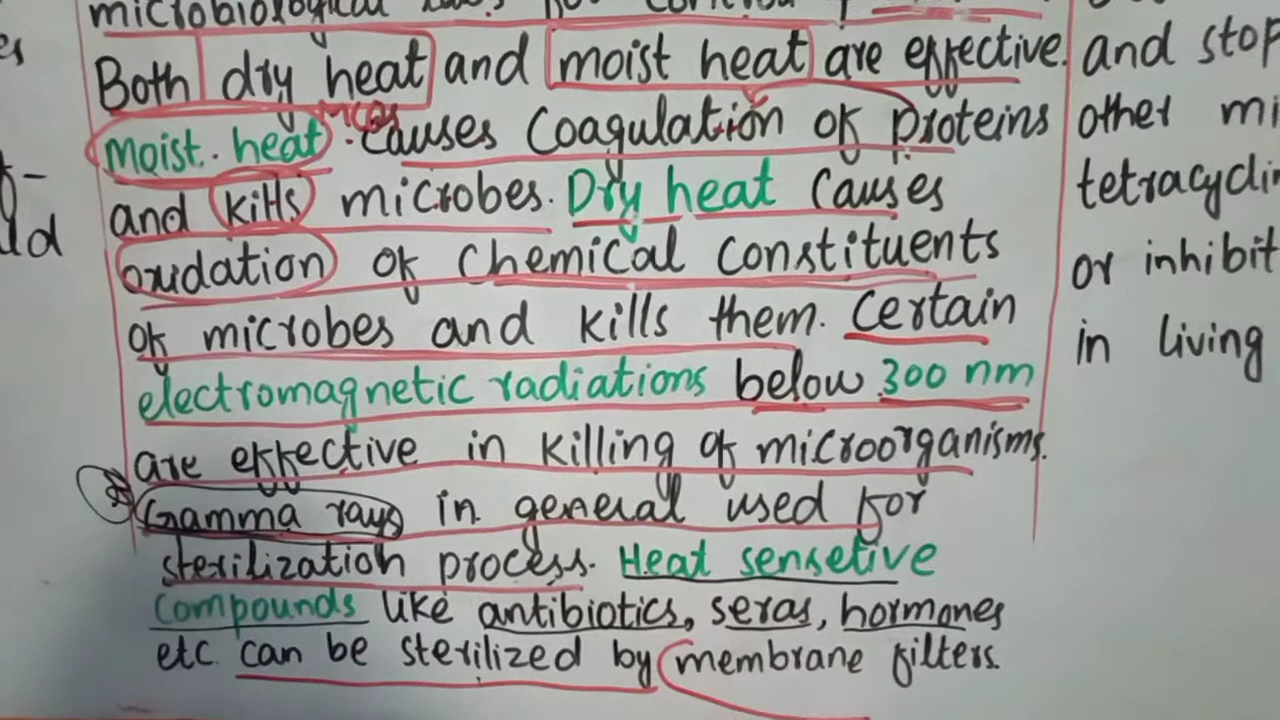 microbiological
Both dry heat and moist heat are effective.
Moist heat causes Coagulation of proteins
and kills microbes. Dry heat causes
oxidation of chemical constituents
of microbes and kills them. Certain
electromagnetic radiations below 300 nm
are effective in killing of microorganisms.
Gamma rays in general used for
sterilization process. Heat sensetive
compounds like antibiotics, seras, hormones
etc can be sterilized by membrane filters.
and stop
other mi
tetracyclin
or inhibit
in living